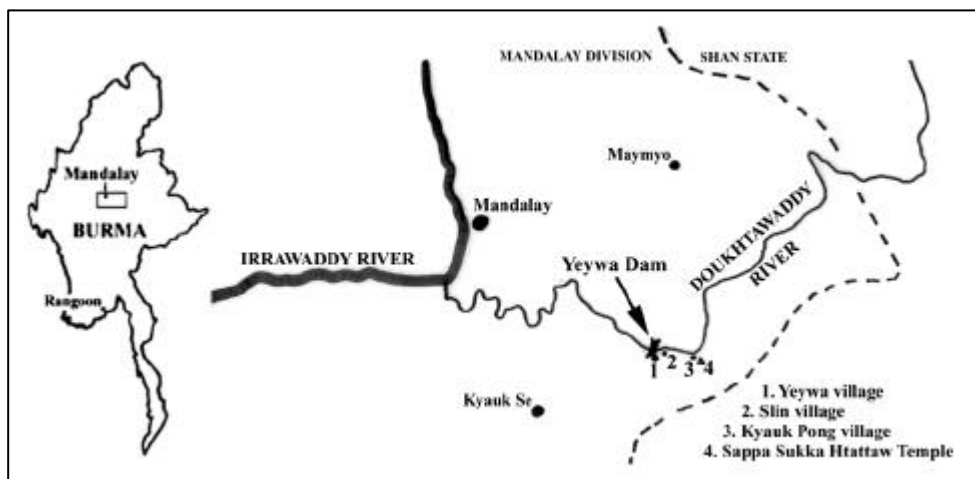 MANDALAY DIVISION
SHAN STATE
Maymyo
Mandalay
BURMA
Mandalay
IRRAWADDY RIVER
DOUKHTAWADDY
RIVER
Yeywa Dam
Rangoon
1
2
3
4
Kyauk Se
1. Yeywa village
2. Slin village
3. Kyauk Pong village
4. Sappa Sukka Htattaw Temple